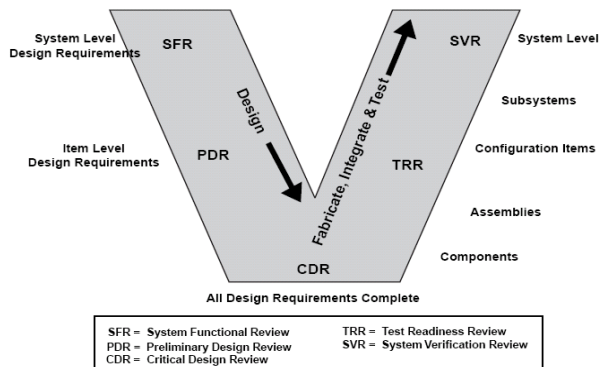 System Level
Design Requirements
SFR
SVR
System Level
Design
Fabricate, Integrate & Test
Subsystems
Item Level
Design Requirements
PDR
TRR
Configuration Items
Assemblies
Components
CDR
All Design Requirements Complete
SFR = System Functional Review
PDR = Preliminary Design Review
CDR = Critical Design Review
TRR = Test Readiness Review
SVR = System Verification Review